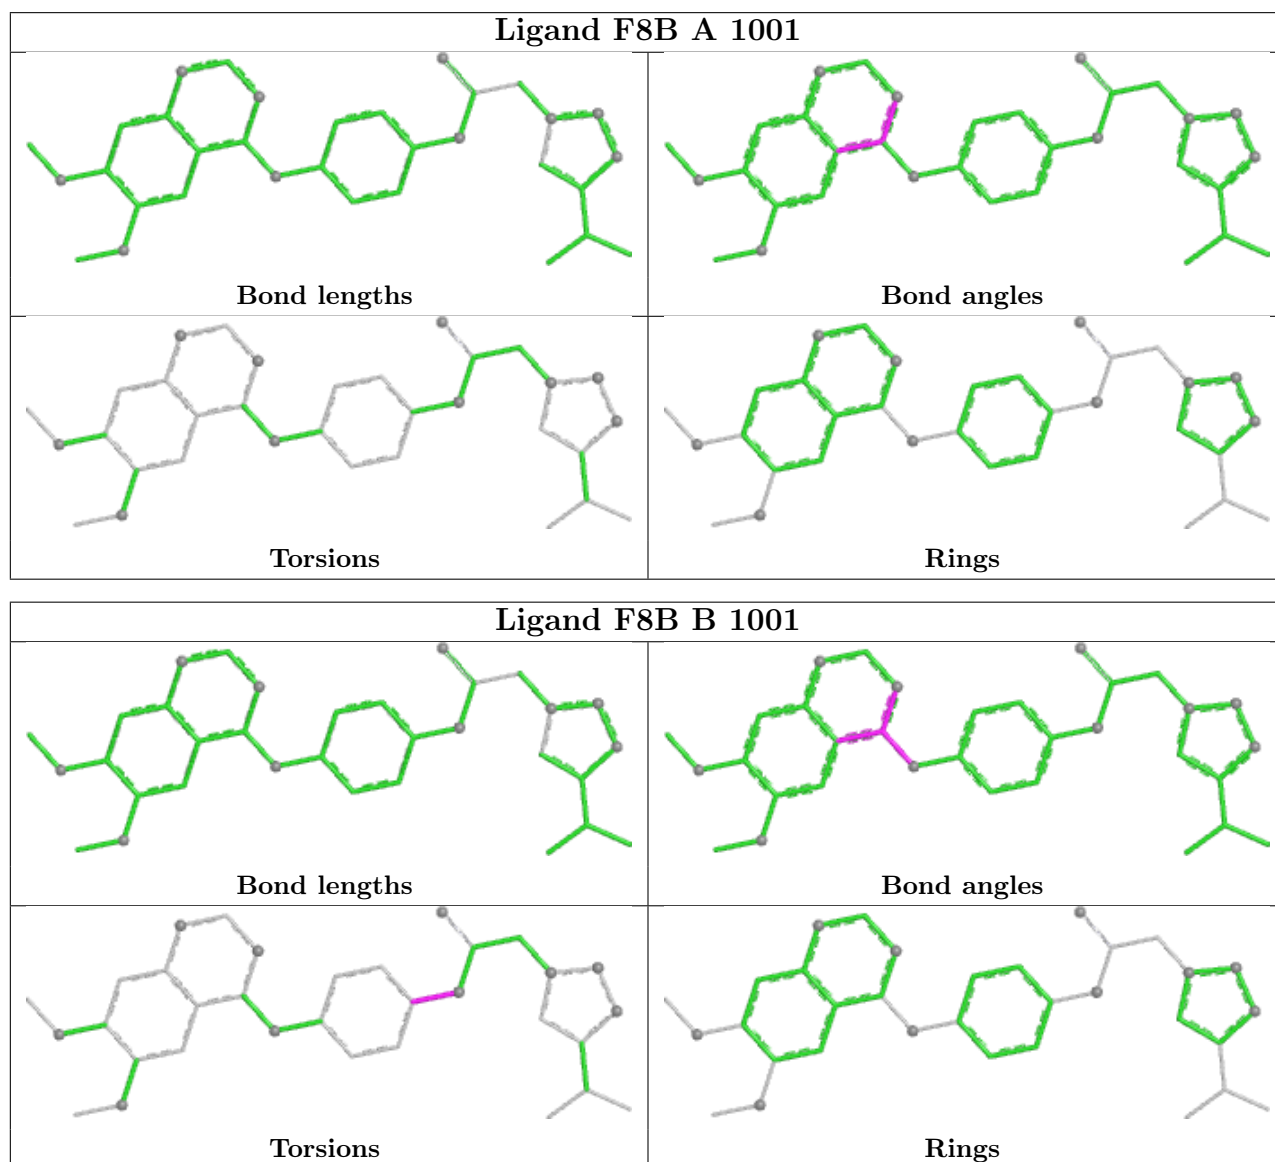 Ligand F8B A 1001
Bond lengths
Bond angles
Torsions
Rings
Ligand F8B B 1001
Bond lengths
Bond angles
Torsions
Rings